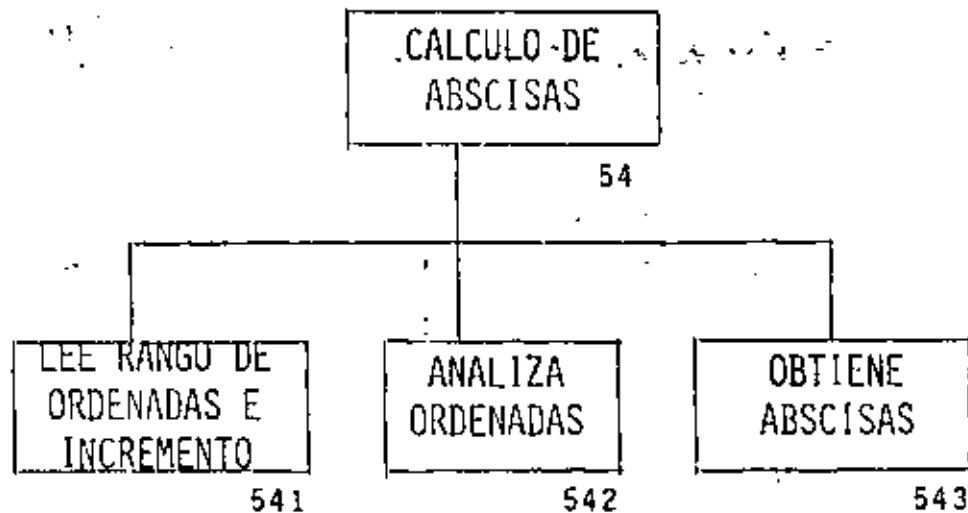 CALCULO DE
ABSCISAS
54
LEE RANGO DE
ORDENADAS E
INCREMENTO
541
ANALIZA
ORDENADAS
542
OBTIENE
ABSCISAS
543